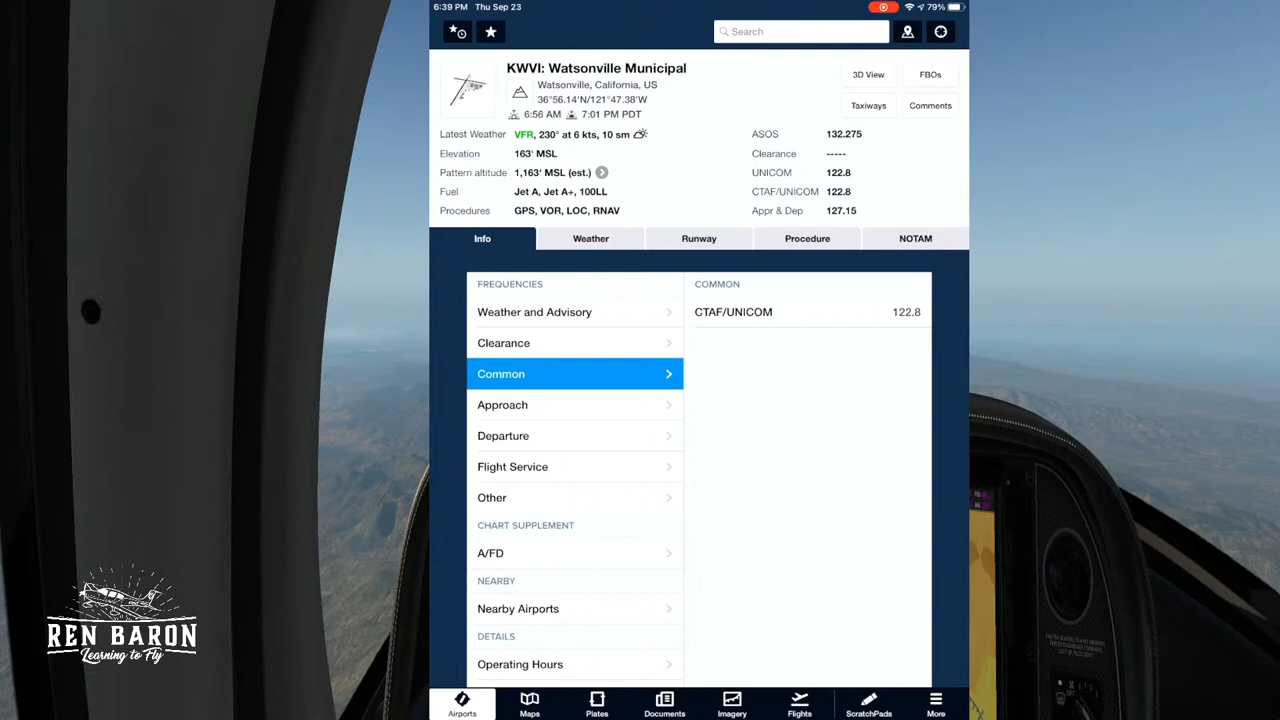 6:39 PM Thu Sep 23 79%
Search
KWVI: Watsonville Municipal
Watsonville, California, US
36°56.14'N/121°47.38'W
6:56 AM 7:01 PM PDT
3D View FBOs
Taxiways Comments
Latest Weather VFR, 230° at 6 kts, 10 sm ASOS 132.275
Elevation 163' MSL Clearance -----
Pattern altitude 1,163' MSL (est.) UNICOM 122.8
Fuel Jet A, Jet A+, 100LL CTAF/UNICOM 122.8
Procedures GPS, VOR, LOC, RNAV Appr & Dep 127.15
Info Weather Runway Procedure NOTAM
FREQUENCIES COMMON
Weather and Advisory CTAF/UNICOM 122.8
Clearance
Common
Approach
Departure
Flight Service
Other
CHART SUPPLEMENT
A/FD
NEARBY
Nearby Airports
DETAILS
Operating Hours
Airports Maps Plates Documents Imagery Flights ScratchPads More
REN BARON
Learning to Fly